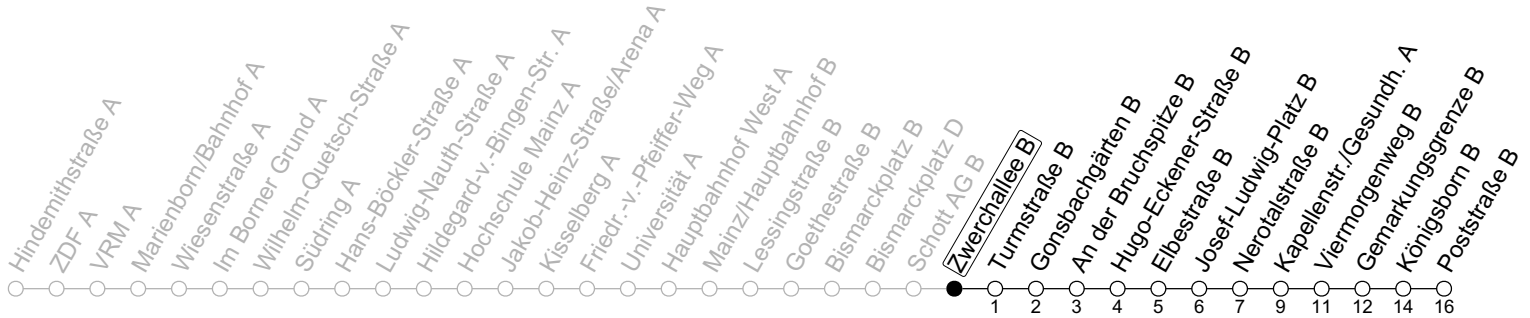 Hindemithstraße A
ZDF A
VRM A
Marienborn/Bahnhof A
Wiesenstraße A
Im Borner Grund A
Wilhelm-Quetsch-Straße A
Südring A
Hans-Böckler-Straße A
Ludwig-Nauth-Straße A
Hildegard-v.-Bingen-Str. A
Hochschule Mainz A
Jakob-Heinz-Straße/Arena A
Kisselberg A
Friedr.-v.-Pfeiffer-Weg A
Universität A
Hauptbahnhof West A
Mainz/Hauptbahnhof B
Lessingstraße B
Goethestraße B
Bismarckplatz B
Bismarckplatz D
Schott AG B
Zwerchallee B
Turmstraße B
Gonsbachgärten B
An der Bruchspitze B
Hugo-Eckener-Straße B
Elbestraße B
Josef-Ludwig-Platz B
Nerotalstraße B
Kapellenstr./Gesundh. A
Viermorgenweg B
Gemarkungsgrenze B
Königsborn B
Poststraße B
1 2 3 4 5 6 7 9 11 12 14 16